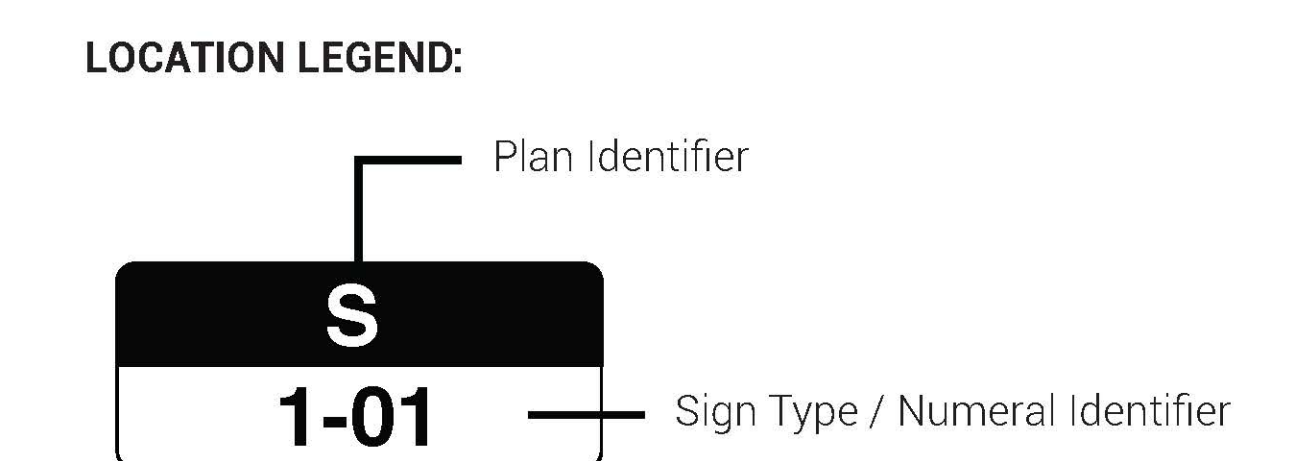 LOCATION LEGEND:
Plan Identifier
S
1-01
Sign Type / Numeral Identifier